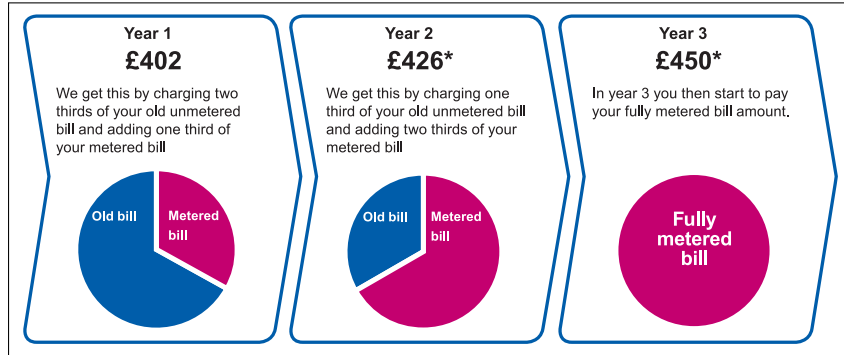 Year 1
£402
We get this by charging two
thirds of your old unmetered
bill and adding one third of
your metered bill
Old bill
Metered
bill
Year 2
£426*
We get this by charging one
third of your old unmetered bill
and adding two thirds of your
metered bill
Old bill
Metered
bill
Year 3
£450*
In year 3 you then start to pay
your fully metered bill amount.
Fully
metered
bill